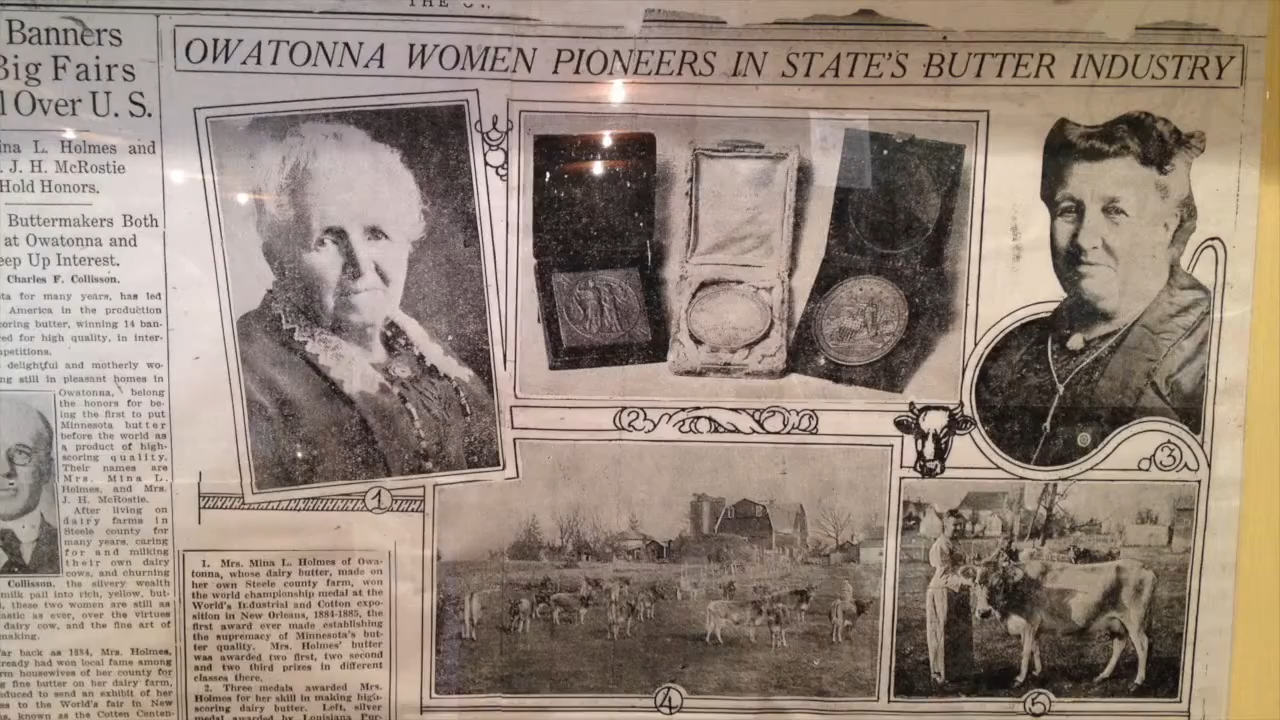 THE
Banners
Big Fairs
l Over U. S.
ina L. Holmes and
. J. H. McRostie
Hold Honors.
Buttermakers Both
at Owatonna and
eep Up Interest.
Charles F. Collisson.
ta for many years, has led
America in the production
coring butter, winning 14 ban-
ed for high quality, in inter-
petitions.
delightful and motherly wo-
ng still in pleasant homes in
Owatonna, belong
the honors for be-
ing the first to put
Minnesota butter
before the world as
a product of high-
scoring quality.
Their names are
Mrs. Mina L.
Holmes, and Mrs.
J. H. McRostie.
After living on
dairy farms in
Steele county for
many years, caring
for and milking
their own dairy
cows, and churning
Collisson. the silvery wealth
milk pail into rich, yellow, but-
, these two women are still as
astic as ever, over the virtues
dairy cow, and the fine art of
making.
far back as 1884, Mrs. Holmes,
ready had won local fame among
rm housewives of her county for
g fine butter on her dairy farm,
duced to send an exhibit of her
es to the World's fair in New
s, known as the Cotten Centen-
OWATONNA WOMEN PIONEERS IN STATE'S BUTTER INDUSTRY
1
2
3
4
5
1. Mrs. Mina L. Holmes of Owa-
tonna, whose dairy butter, made on
her own Steele county farm, won
the world championship medal at the
World's Industrial and Cotton expo-
sition in New Orleans, 1884-1885, the
first award ever made establishing
the supremacy of Minnesota's but-
ter quality. Mrs. Holmes' butter
was awarded two first, two second
and two third prizes in different
classes there.
2. Three medals awarded Mrs.
Holmes for her skill in making high-
scoring dairy butter. Left, silver
medal awarded by Louisiana Pur-